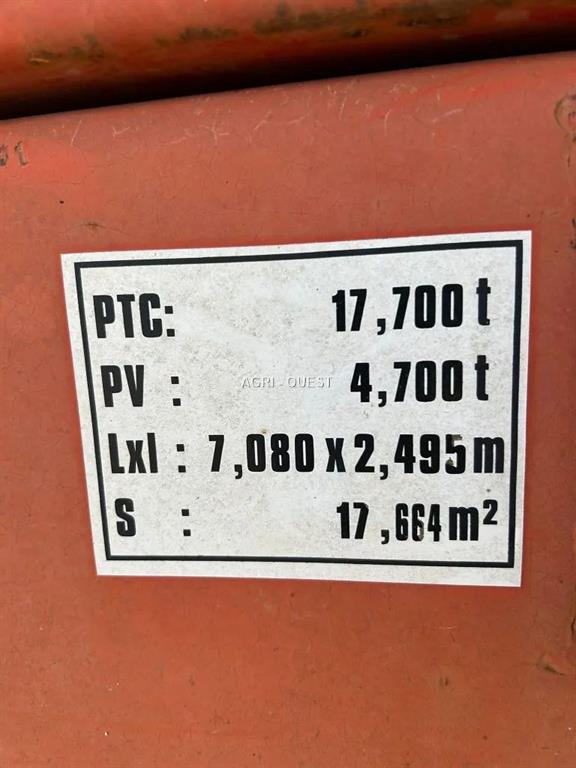 PTC: 17,700 t
PV : 4,700 t
AGRI - QUEST
Lxl : 7,080 x 2,495 m
S : 17,664 m²